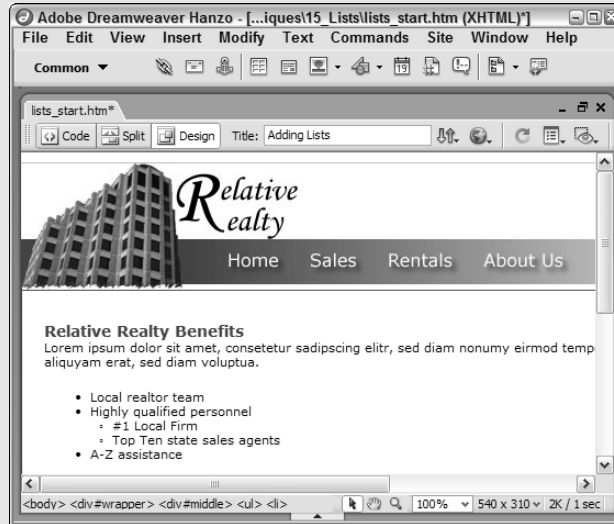 Adobe Dreamweaver Hanzo - [...iques\15_Lists\lists_start.htm (XHTML)*]
File Edit View Insert Modify Text Commands Site Window Help
Common
lists_start.htm*
Code Split Design Title: Adding Lists
Relative
Realty
Home Sales Rentals About Us
Relative Realty Benefits
Lorem ipsum dolor sit amet, consetetur sadipscing elitr, sed diam nonumy eirmod temp
aliquyam erat, sed diam voluptua.
• Local realtor team
• Highly qualified personnel
◦ #1 Local Firm
◦ Top Ten state sales agents
• A-Z assistance
<body> <div#wrapper> <div#middle> <ul> <li> 100% 540 x 310 2K / 1 sec